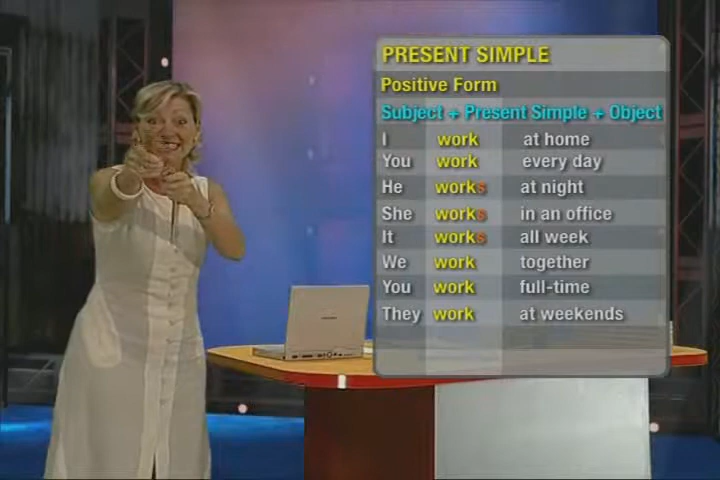 PRESENT SIMPLE
Positive Form
Subject + Present Simple + Object
I work at home
You work every day
He works at night
She works in an office
It works all week
We work together
You work full-time
They work at weekends